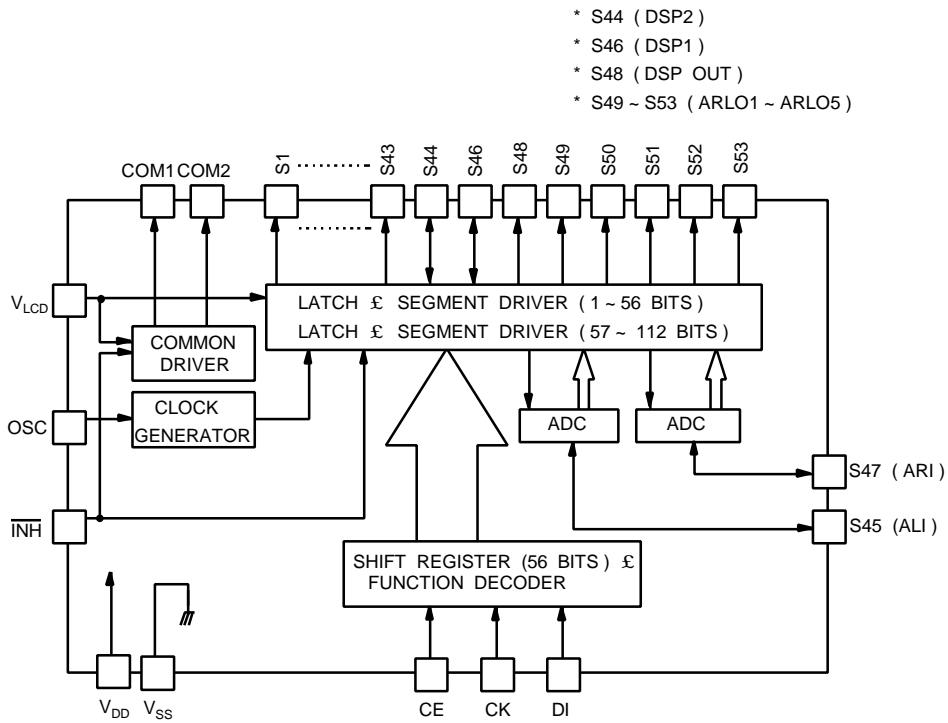 * S44 ( DSP2 )
* S46 ( DSP1 )
* S48 ( DSP OUT )
* S49 ~ S53 ( ARLO1 ~ ARLO5 )
COM1 COM2 S1 S43 S44 S46 S48 S49 S50 S51 S52 S53
VLCD
LATCH £ SEGMENT DRIVER ( 1 ~ 56 BITS )
LATCH £ SEGMENT DRIVER ( 57 ~ 112 BITS )
COMMON
DRIVER
OSC
CLOCK
GENERATOR
ADC ADC
S47 ( ARI )
INH
S45 (ALI )
SHIFT REGISTER (56 BITS ) £
FUNCTION DECODER
VDD VSS CE CK DI